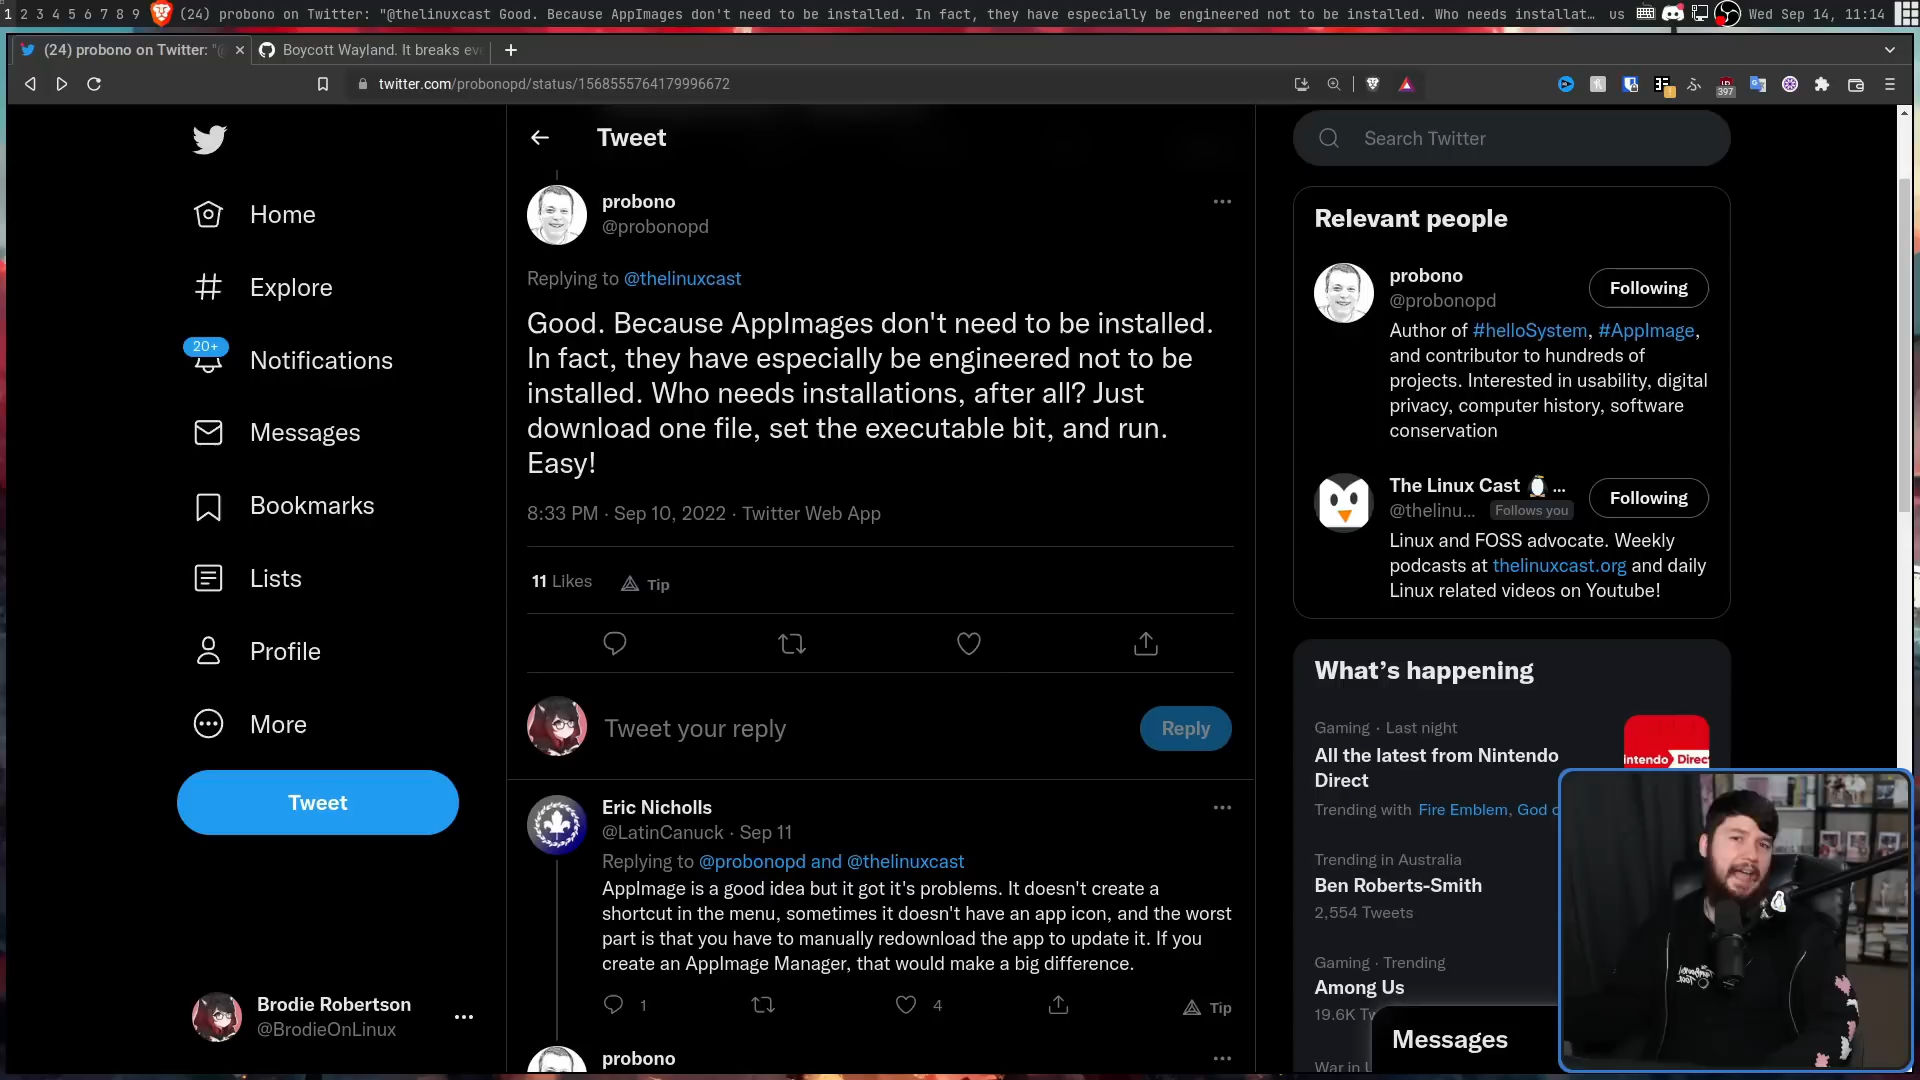 1 2 3 4 5 6 7 8 9 (24) probono on Twitter: "@thelinuxcast Good. Because AppImages don't need to be installed. In fact, they have especially be engineered not to be installed. Who needs installat… us Wed Sep 14, 11:14
(24) probono on Twitter: "@
Boycott Wayland. It breaks eve
twitter.com/probonopd/status/1568555764179996672
397
Home
Explore
20+
Notifications
Messages
Bookmarks
Lists
Profile
More
Tweet
Brodie Robertson
@BrodieOnLinux
Tweet
probono
@probonopd
Replying to @thelinuxcast
Good. Because AppImages don't need to be installed.
In fact, they have especially be engineered not to be
installed. Who needs installations, after all? Just
download one file, set the executable bit, and run.
Easy!
8:33 PM · Sep 10, 2022 · Twitter Web App
11 Likes Tip
Tweet your reply
Reply
Eric Nicholls
@LatinCanuck · Sep 11
Replying to @probonopd and @thelinuxcast
AppImage is a good idea but it got it's problems. It doesn't create a
shortcut in the menu, sometimes it doesn't have an app icon, and the worst
part is that you have to manually redownload the app to update it. If you
create an AppImage Manager, that would make a big difference.
1 4 Tip
probono
Search Twitter
Relevant people
probono
@probonopd
Following
Author of #helloSystem, #AppImage,
and contributor to hundreds of
projects. Interested in usability, digital
privacy, computer history, software
conservation
The Linux Cast …
@thelinu… Follows you
Following
Linux and FOSS advocate. Weekly
podcasts at thelinuxcast.org and daily
Linux related videos on Youtube!
What's happening
Gaming · Last night
All the latest from Nintendo
Direct
intendo Direct
Trending with Fire Emblem, God o
Trending in Australia
Ben Roberts-Smith
2,554 Tweets
Gaming · Trending
Among Us
19.6K Tw
War in U
Messages